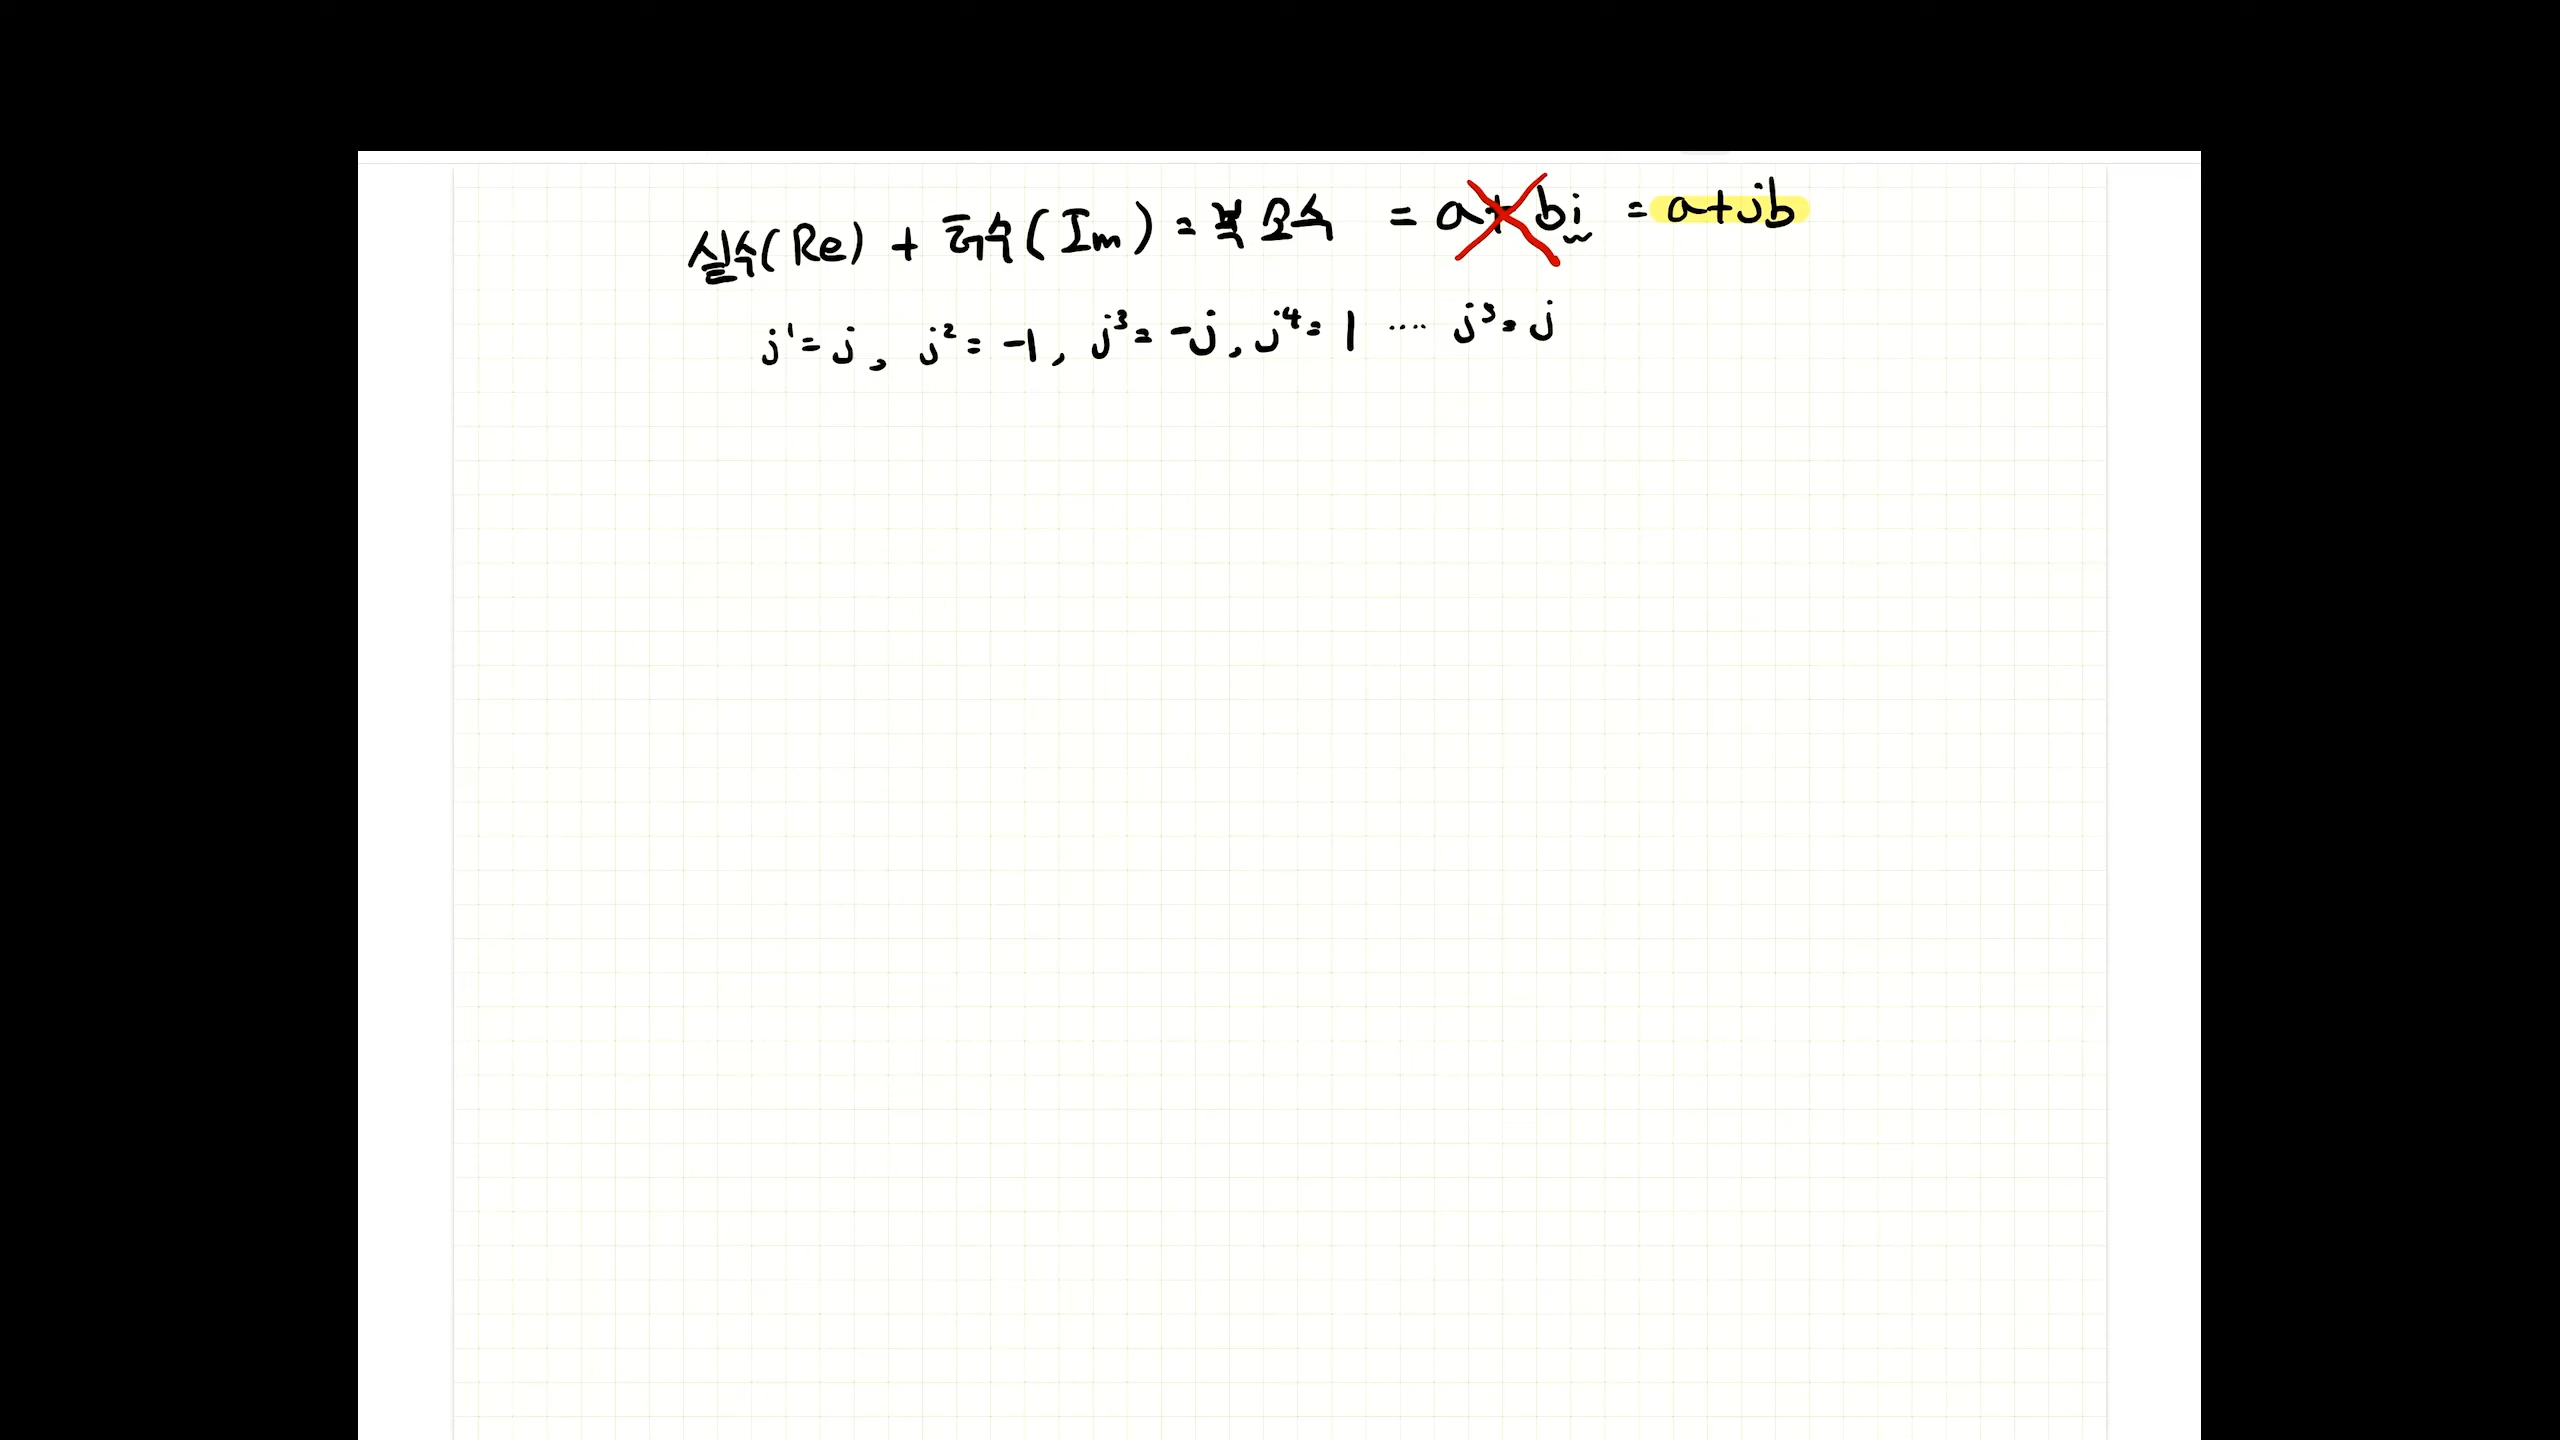 실수(Re) + 허수(Im) = 복소수 = a + bi = a+jb
j¹ = j, j² = -1, j³ = -j, j⁴ = 1 .... j⁵ = j